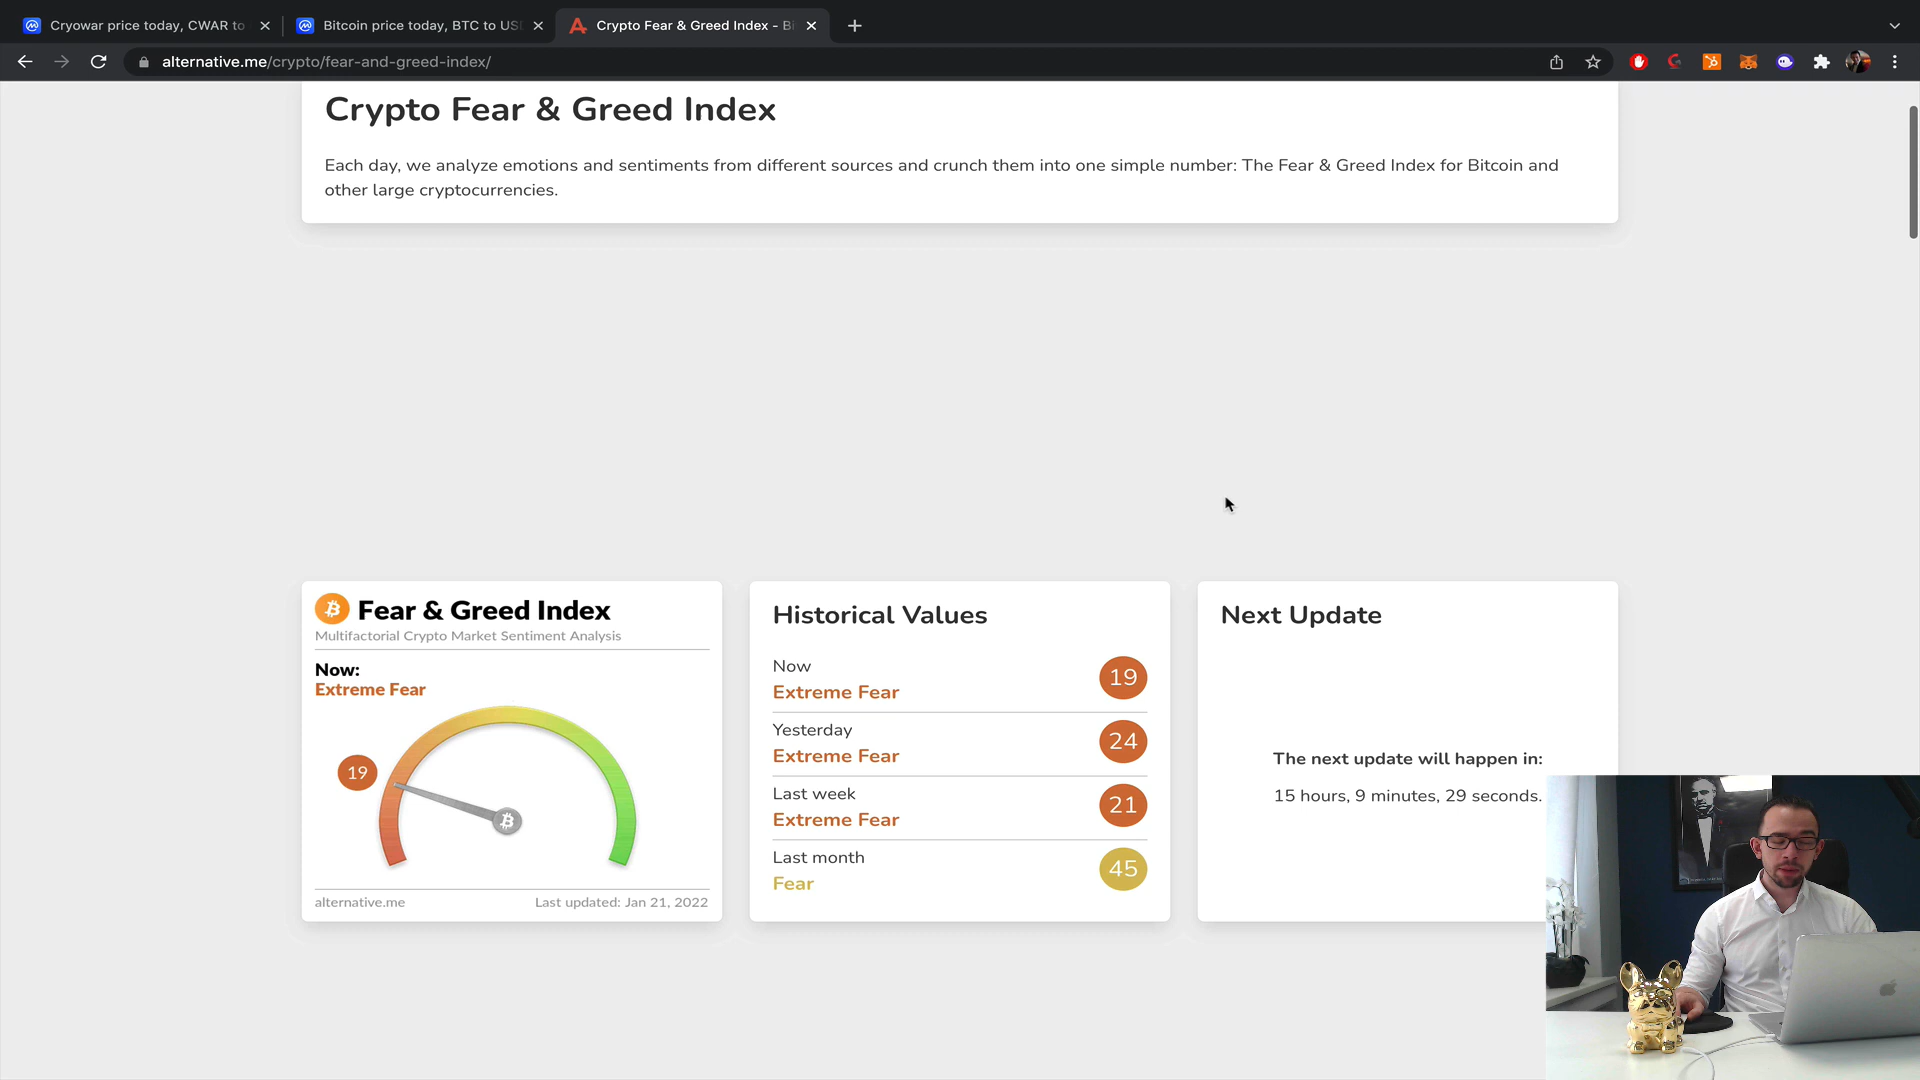 Cryowar price today, CWAR to
Bitcoin price today, BTC to US
Crypto Fear & Greed Index - B
alternative.me/crypto/fear-and-greed-index/
Crypto Fear & Greed Index
Each day, we analyze emotions and sentiments from different sources and crunch them into one simple number: The Fear & Greed Index for Bitcoin and
other large cryptocurrencies.
Fear & Greed Index
Multifactorial Crypto Market Sentiment Analysis
Now:
Extreme Fear
19
alternative.me
Last updated: Jan 21, 2022
Historical Values
Now
Extreme Fear
19
Yesterday
Extreme Fear
24
Last week
Extreme Fear
21
Last month
Fear
45
Next Update
The next update will happen in:
15 hours, 9 minutes, 29 seconds.